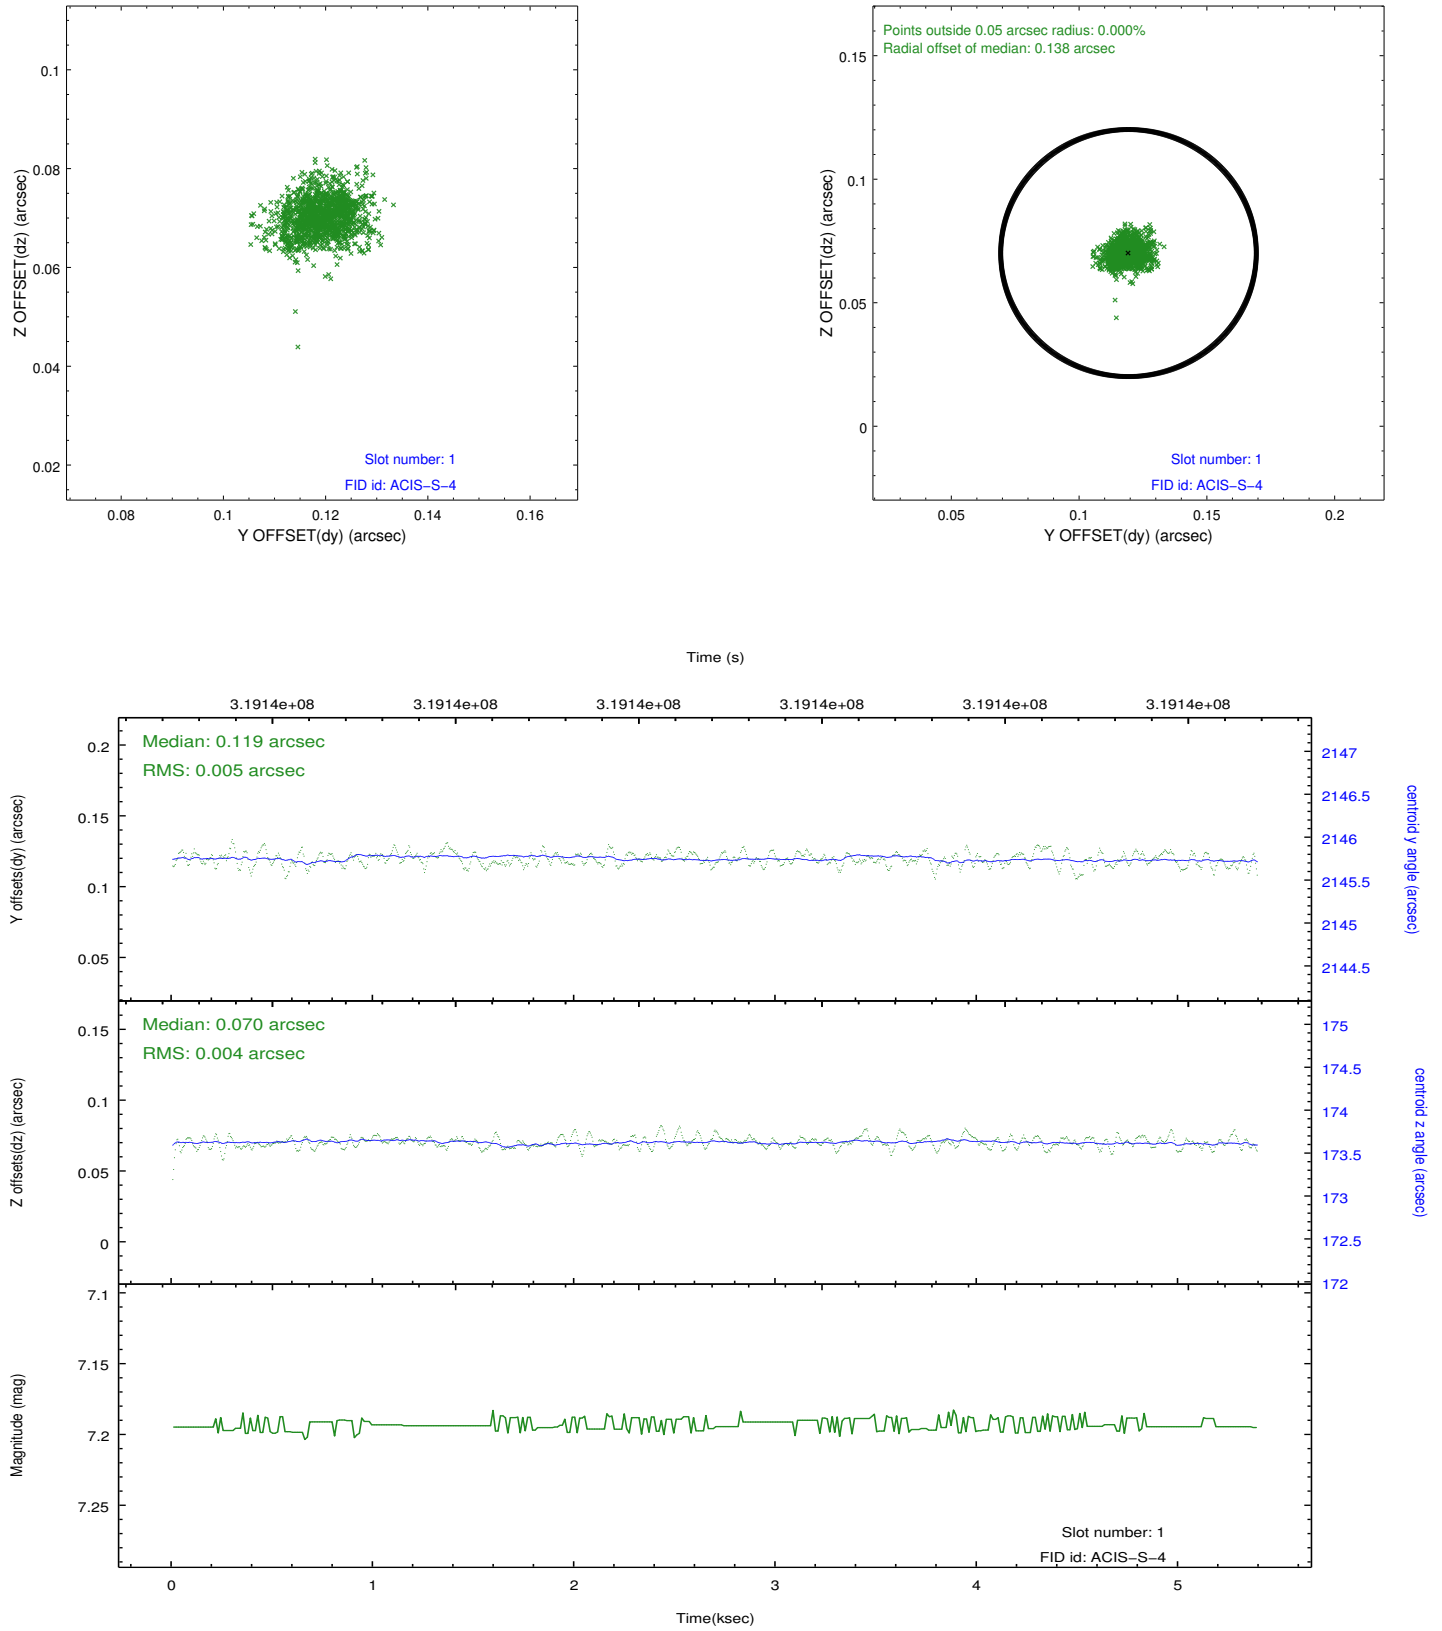 0.1
0.08
0.06
0.04
0.02
Z OFFSET(dz) (arcsec)
Slot number: 1
FID id: ACIS−S−4
0.08 0.1 0.12 0.14 0.16
Y OFFSET(dy) (arcsec)
Points outside 0.05 arcsec radius: 0.000%
Radial offset of median: 0.138 arcsec
0.15
0.1
0.05
0
Z OFFSET(dz) (arcsec)
Slot number: 1
FID id: ACIS−S−4
0.05 0.1 0.15 0.2
Y OFFSET(dy) (arcsec)
Time (s)
3.1914e+08 3.1914e+08 3.1914e+08 3.1914e+08 3.1914e+08 3.1914e+08
Median: 0.119 arcsec
RMS: 0.005 arcsec
0.2
0.15
0.1
0.05
Y offsets(dy) (arcsec)
2147
2146.5
2146
2145.5
2145
2144.5
centroid y angle (arcsec)
Median: 0.070 arcsec
RMS: 0.004 arcsec
0.15
0.1
0.05
0
Z offsets(dz) (arcsec)
175
174.5
174
173.5
173
172.5
172
centroid z angle (arcsec)
7.1
7.15
7.2
7.25
Magnitude (mag)
Slot number: 1
FID id: ACIS−S−4
0 1 2 3 4 5
Time(ksec)